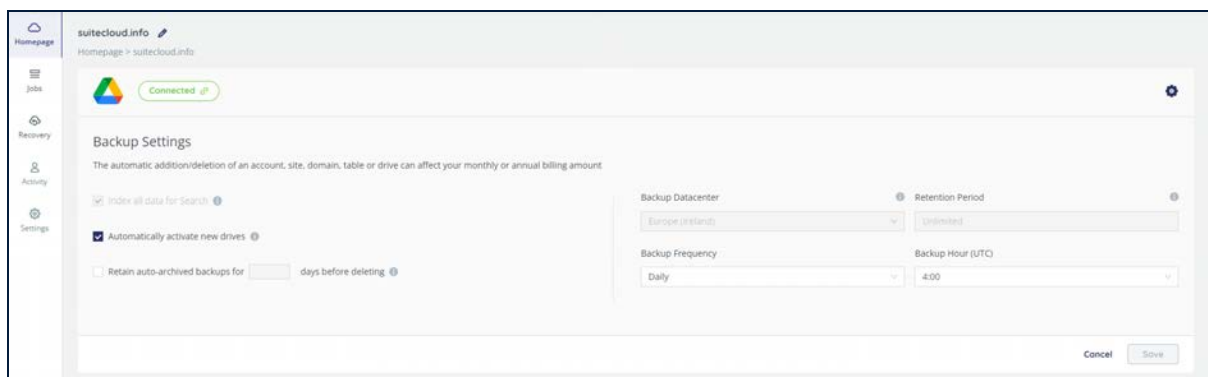 Homepage
Jobs
Recovery
Activity
Settings
suitecloud.info
Homepage > suitecloud.info
Connected
Backup Settings
The automatic addition/deletion of an account, site, domain, table or drive can affect your monthly or annual billing amount
Index all data for Search
Automatically activate new drives
Retain auto-archived backups for days before deleting
Backup Datacenter
Europe (Ireland)
Retention Period
Unlimited
Backup Frequency
Daily
Backup Hour (UTC)
4:00
Cancel
Save